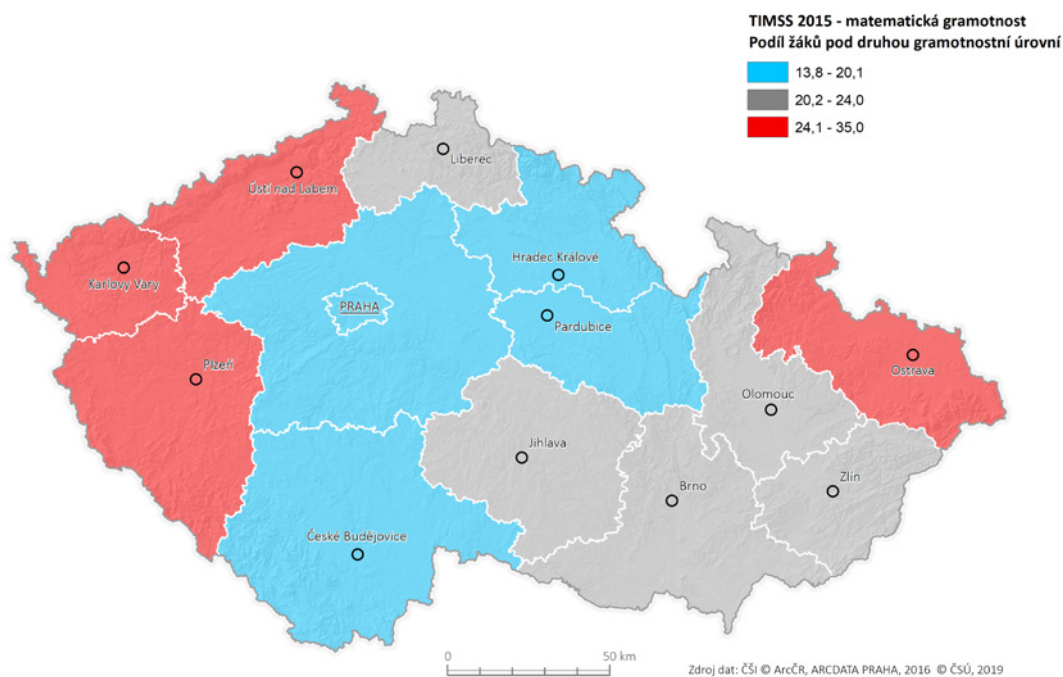 TIMSS 2015 - matematická gramotnost
Podíl žáků pod druhou gramotnostní úrovní
13,8 - 20,1
20,2 - 24,0
24,1 - 35,0
Liberec
Ústí nad Labem
Karlovy Vary
Hradec Králové
PRAHA
Pardubice
Plzeň
Ostrava
Olomouc
Jihlava
Zlín
Brno
České Budějovice
0 50 km
Zdroj dat: ČŠI © ArcČR, ARCDATA PRAHA, 2016 © ČSÚ, 2019